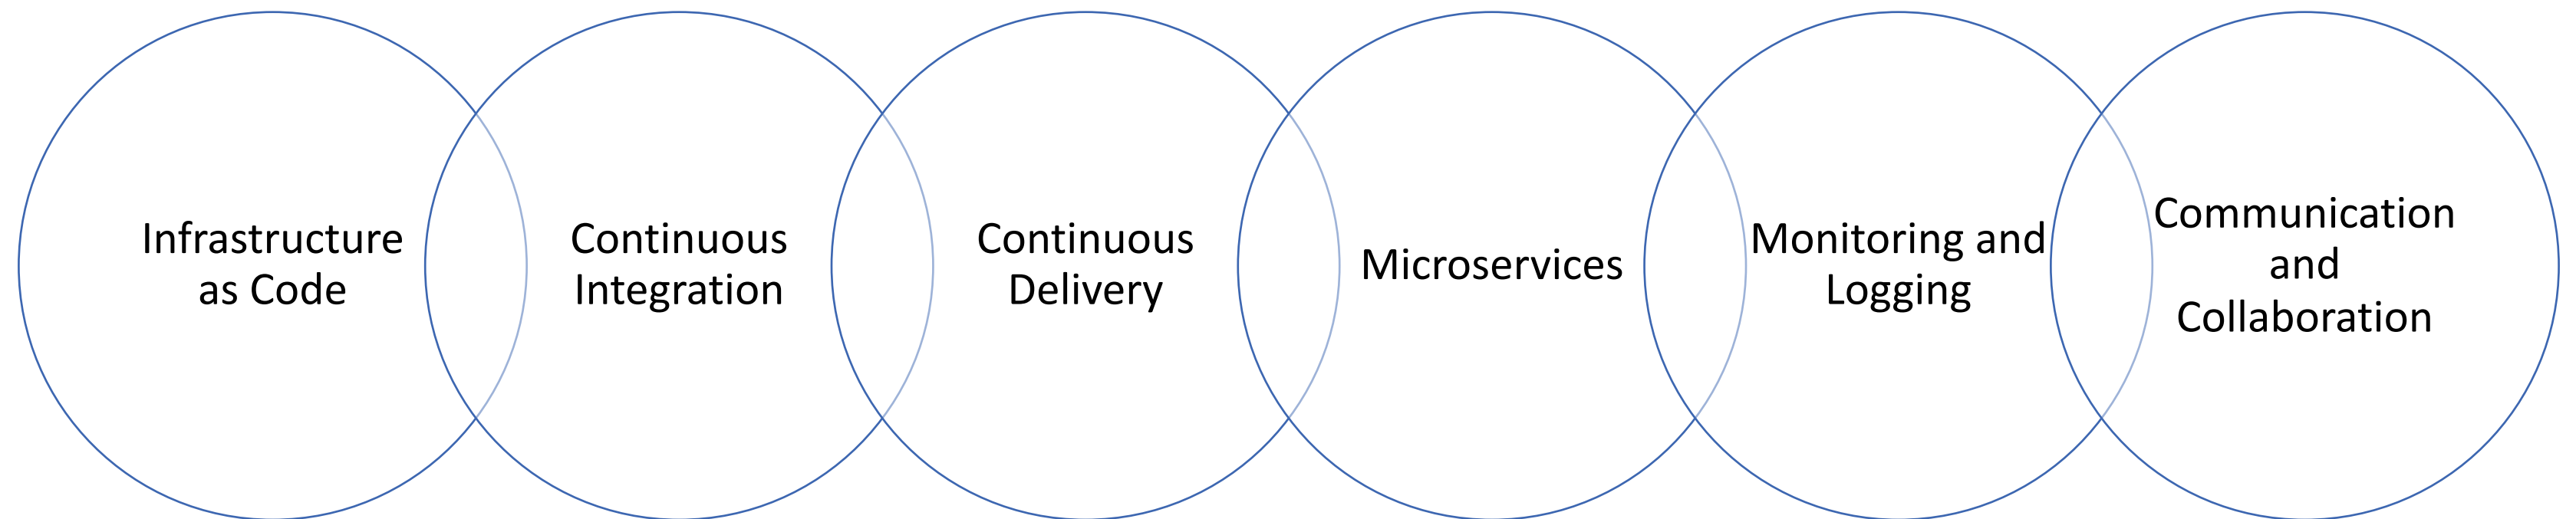 Infrastructure
as Code
Continuous
Integration
Continuous
Delivery
Microservices
Monitoring and
Logging
Communication
and
Collaboration